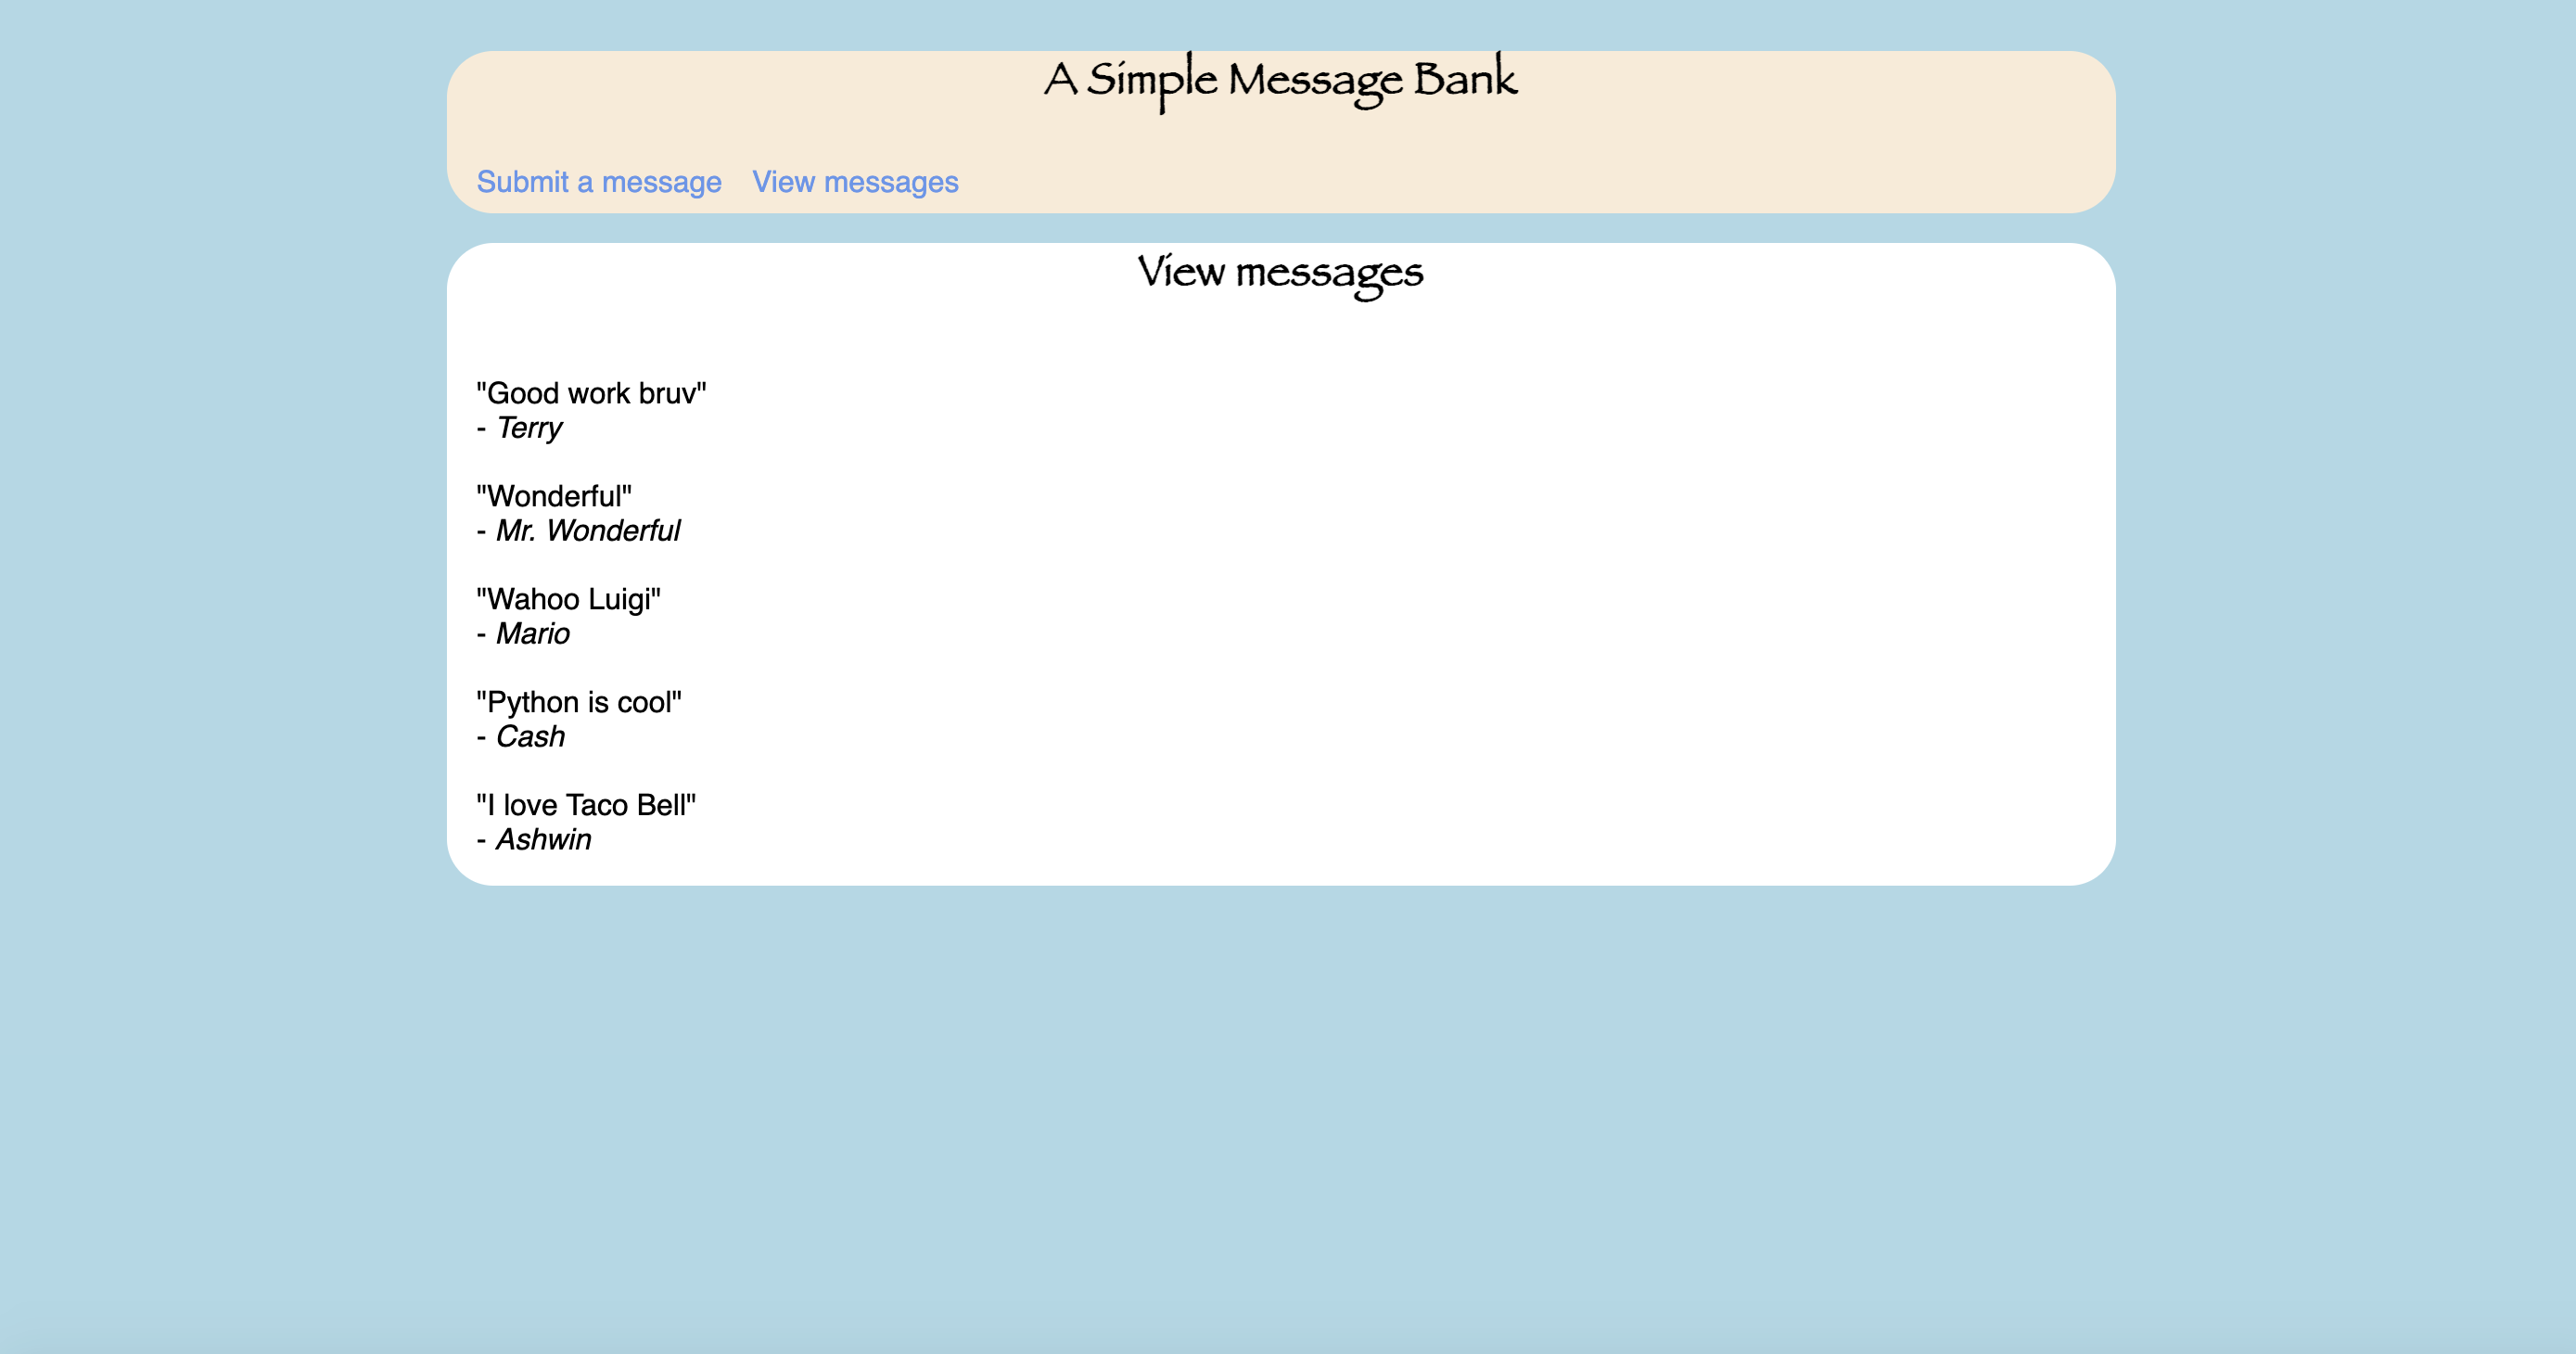 A Simple Message Bank
Submit a message View messages
View messages
"Good work bruv"
- Terry
"Wonderful"
- Mr. Wonderful
"Wahoo Luigi"
- Mario
"Python is cool"
- Cash
"I love Taco Bell"
- Ashwin